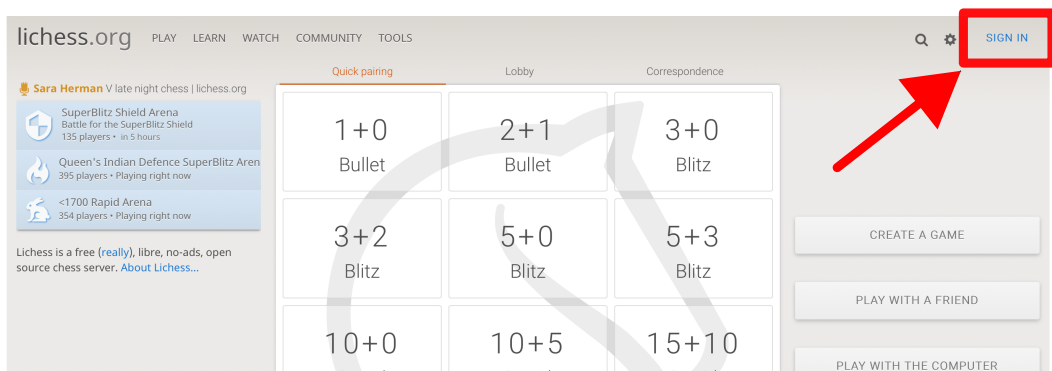 lichess.org PLAY LEARN WATCH COMMUNITY TOOLS SIGN IN
Quick pairing Lobby Correspondence
Sara Herman V late night chess | lichess.org
SuperBlitz Shield Arena
Battle for the SuperBlitz Shield
135 players • in 5 hours
Queen's Indian Defence SuperBlitz Aren
395 players • Playing right now
<1700 Rapid Arena
354 players • Playing right now
Lichess is a free (really), libre, no-ads, open
source chess server. About Lichess...
1+0 2+1 3+0
Bullet Bullet Blitz
3+2 5+0 5+3
Blitz Blitz Blitz
10+0 10+5 15+10
CREATE A GAME
PLAY WITH A FRIEND
PLAY WITH THE COMPUTER